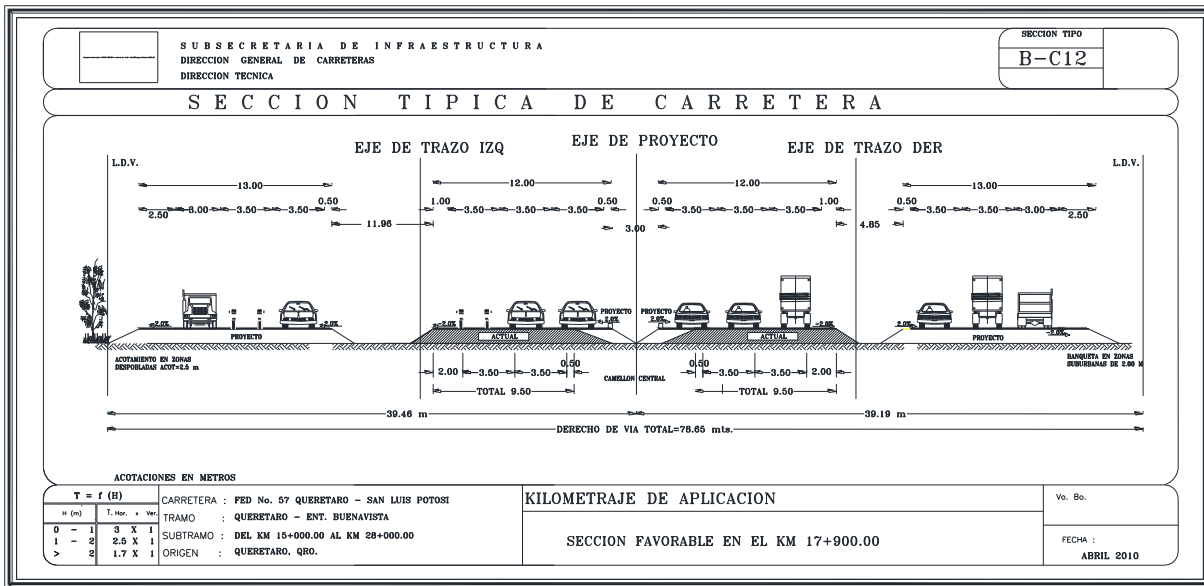 SUBSECRETARIA DE INFRAESTRUCTURA
DIRECCION GENERAL DE CARRETERAS
DIRECCION TECNICA
SECCION TIPO
B-C12
SECCION TIPICA DE CARRETERA
EJE DE TRAZO IZQ
EJE DE PROYECTO
EJE DE TRAZO DER
L.D.V.
L.D.V.
13.00
12.00
12.00
13.00
2.50 3.00 3.50 3.50 0.50
1.00 3.50 3.50 3.50 0.50
0.50 3.50 3.50 3.50 1.00
0.50 3.50 3.50 3.00 2.50
11.96
3.00
4.85
PROYECTO
PROYECTO
-2.0%
-2.0%
-2.0%
2.0%
2.0%
-2.0%
2.0%
-2.0%
PROYECTO
ACTUAL
ACTUAL
PROYECTO
ACOTAMIENTO EN ZONAS
DESPOBLADAS ACOT=2.5 m
BANQUETA EN ZONAS
SUBURBANAS DE 2.00 M
2.00 3.50 3.50 0.50
CAMELLON CENTRAL
0.50 3.50 3.50 2.00
TOTAL 9.50
TOTAL 9.50
39.46 m
39.19 m
DERECHO DE VIA TOTAL=78.65 mts.
ACOTACIONES EN METROS
T = f (H)
H (m) T. Hor. x Ver.
0 - 1 3 X 1
1 - 2 2.5 X 1
> 2 1.7 X 1
CARRETERA : FED No. 57 QUERETARO - SAN LUIS POTOSI
TRAMO : QUERETARO - ENT. BUENAVISTA
SUBTRAMO : DEL KM 15+000.00 AL KM 28+000.00
ORIGEN : QUERETARO, QRO.
KILOMETRAJE DE APLICACION
SECCION FAVORABLE EN EL KM 17+900.00
Vo. Bo.
FECHA :
ABRIL 2010